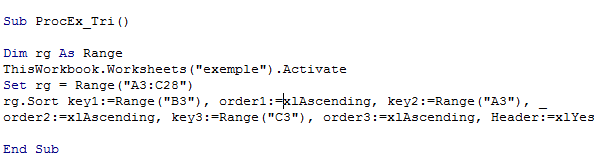 Sub ProcEx_Tri()
Dim rg As Range
ThisWorkbook.Worksheets("exemple").Activate
Set rg = Range("A3:C28")
rg.Sort key1:=Range("B3"), order1:=xlAscending, key2:=Range("A3"), _
order2:=xlAscending, key3:=Range("C3"), order3:=xlAscending, Header:=xlYes
End Sub